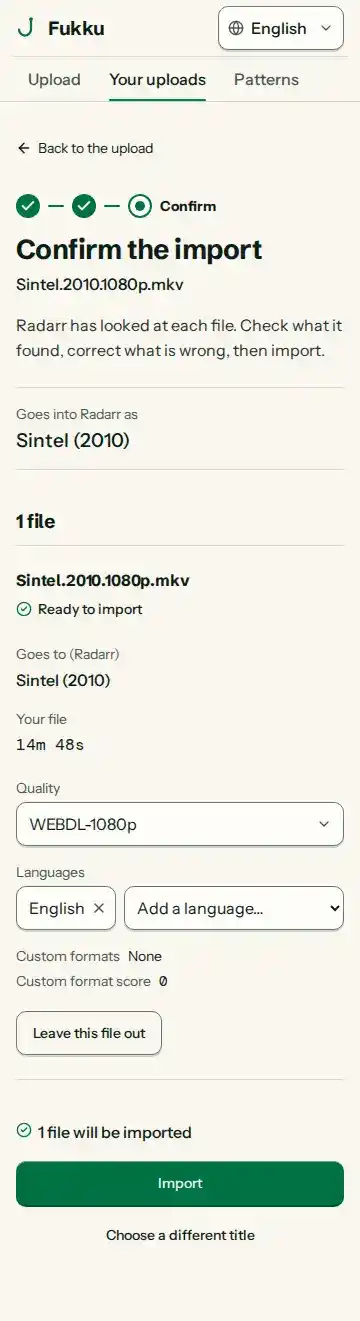 Fukku
English
Upload
Your uploads
Patterns
Back to the upload
Confirm
Confirm the import
Sintel.2010.1080p.mkv
Radarr has looked at each file. Check what it
found, correct what is wrong, then import.
Goes into Radarr as
Sintel (2010)
1 file
Sintel.2010.1080p.mkv
Ready to import
Goes to (Radarr)
Sintel (2010)
Your file
14m 48s
Quality
WEBDL-1080p
Languages
English
Add a language...
Custom formats None
Custom format score 0
Leave this file out
1 file will be imported
Import
Choose a different title